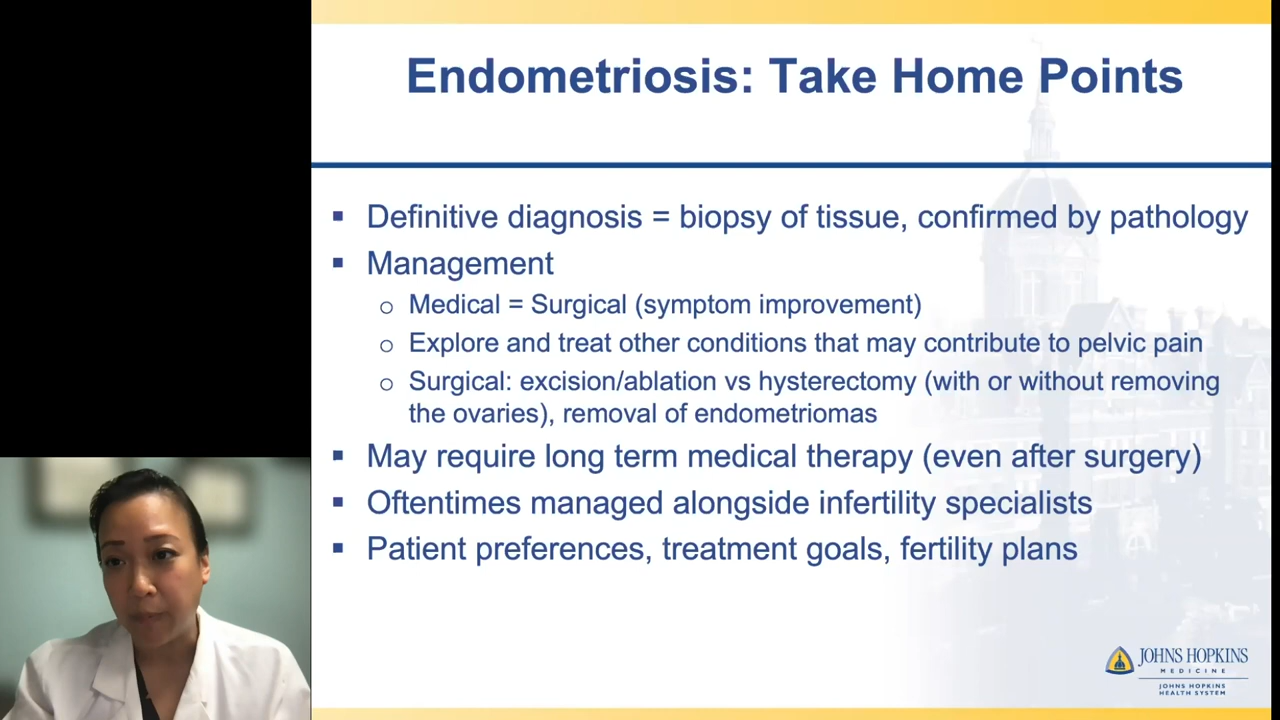 Endometriosis: Take Home Points
▪ Definitive diagnosis = biopsy of tissue, confirmed by pathology
▪ Management
o Medical = Surgical (symptom improvement)
o Explore and treat other conditions that may contribute to pelvic pain
o Surgical: excision/ablation vs hysterectomy (with or without removing
the ovaries), removal of endometriomas
▪ May require long term medical therapy (even after surgery)
▪ Oftentimes managed alongside infertility specialists
▪ Patient preferences, treatment goals, fertility plans
JOHNS HOPKINS
MEDICINE
JOHNS HOPKINS
HEALTH SYSTEM